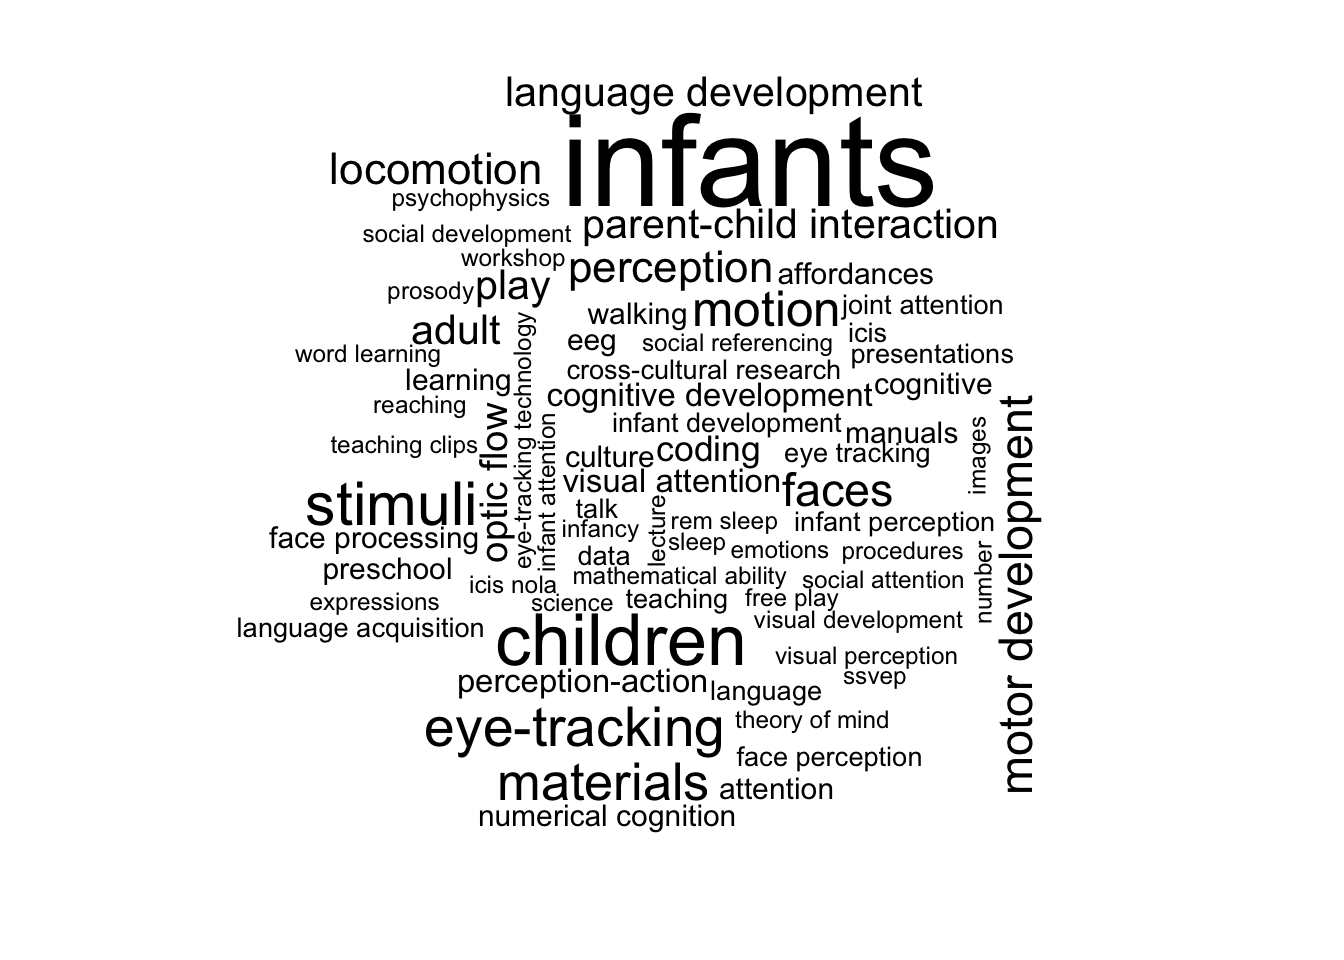 language development
infants
locomotion
psychophysics
parent-child interaction
social development
workshop
perception
affordances
prosody
play
walking
motion
joint attention
adult
eeg
social referencing
icis
word learning
presentations
learning
cross-cultural research
cognitive development
cognitive
reaching
infant development
manuals
teaching clips
culture
coding
eye tracking
images
optic flow
eye-tracking technology
infant attention
visual attention
faces
stimuli
talk
lecture
rem sleep
infant perception
motor development
face processing
infancy
sleep
emotions
procedures
data
preschool
icis nola
mathematical ability
social attention
number
expressions
science
teaching
free play
language acquisition
children
visual development
visual perception
perception-action
language
ssvep
eye-tracking
theory of mind
face perception
materials
attention
numerical cognition